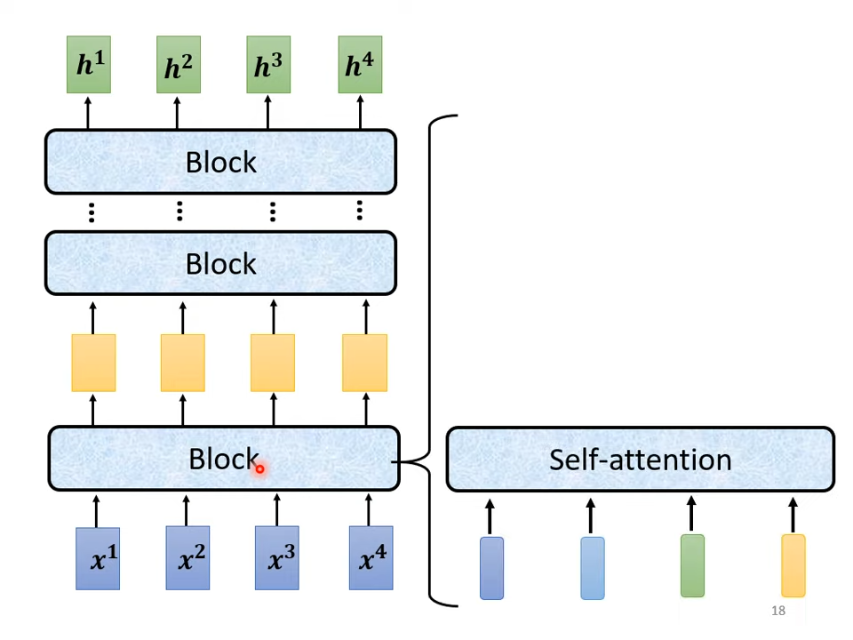 h¹ h² h³ h⁴
Block
Block
Block
Self-attention
x¹ x² x³ x⁴
18